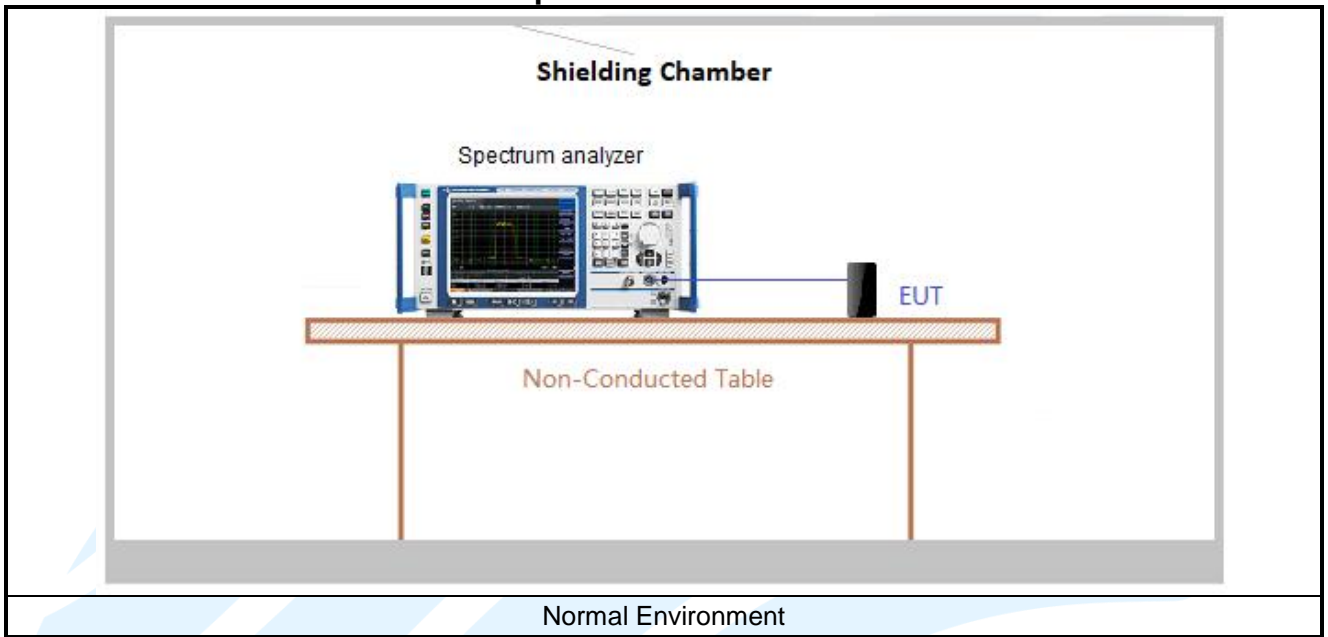 Shielding Chamber
Spectrum analyzer
EUT
Non-Conducted Table
Normal Environment